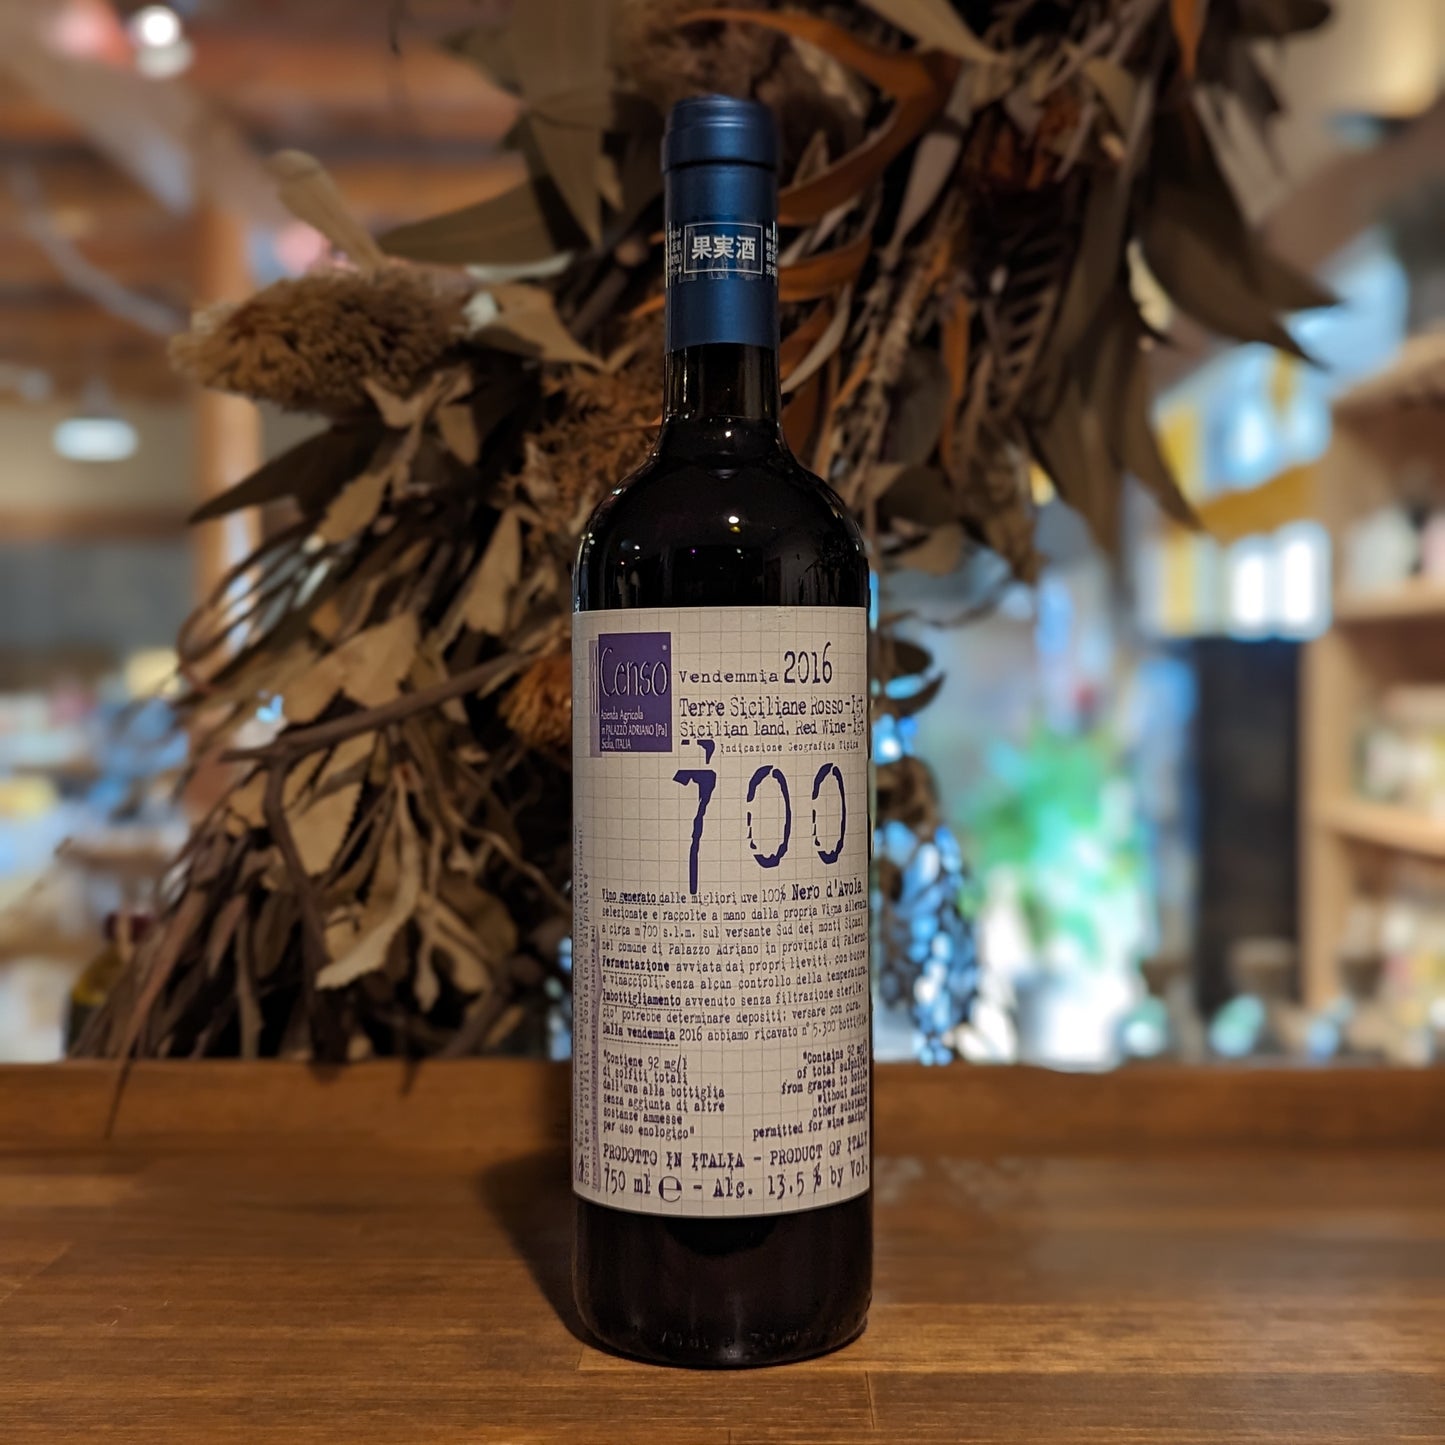 果実酒
Censo
Vendemmia 2016
Azienda Agricola
in PALAZZO ADRIANO [Pa]
Sicilia, ITALIA
Terre Siciliane Rosso-Igt
Sicilian land, Red Wine-Igt
Indicazione Geografica Tipica
700
Vino generato dalle migliori uve 100% Nero d'Avola,
selezionate e raccolte a mano dalla propria Vigna allevata
a circa m 700 s.l.m. sul versante Sud dei monti Sicani
nel comune di Palazzo Adriano in provincia di Palermo.
Fermentazione avviata dai propri lieviti, con bucce
e vinaccioli, senza alcun controllo della temperatura.
Imbottigliamento avvenuto senza filtrazione sterile;
cio' potrebbe determinare depositi; versare con cura.
Dalla vendemmia 2016 abbiamo ricavato n° 5.300 bottiglie.
"Contiene 92 mg/l
di solfiti totali
dall'uva alla bottiglia
senza aggiunta di altre
sostanze ammesse
per uso enologico"
"Contains 92 mg/l
of total sulphites
from grapes to bottle
without adding
other substance
permitted for wine making"
PRODOTTO IN ITALIA - PRODUCT OF ITALY
750 ml e - Alc. 13.5 % by Vol.